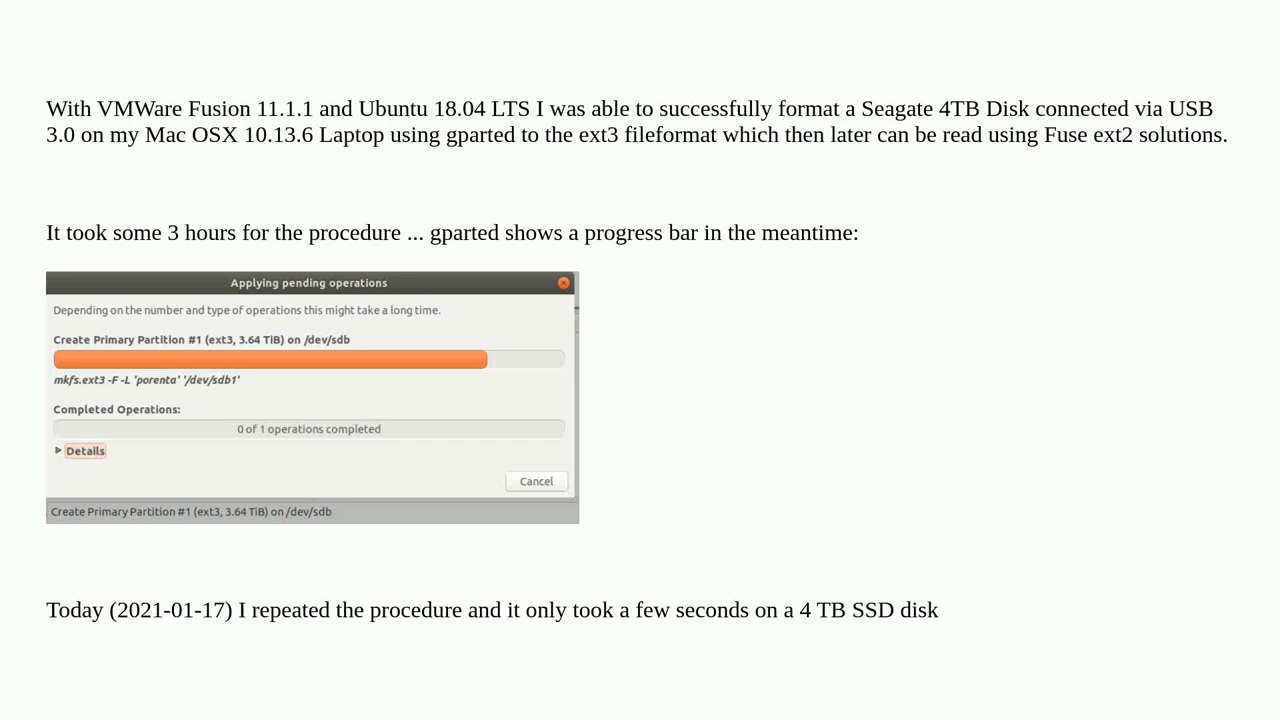 With VMWare Fusion 11.1.1 and Ubuntu 18.04 LTS I was able to successfully format a Seagate 4TB Disk connected via USB
3.0 on my Mac OSX 10.13.6 Laptop using gparted to the ext3 fileformat which then later can be read using Fuse ext2 solutions.
It took some 3 hours for the procedure ... gparted shows a progress bar in the meantime:
Applying pending operations
Depending on the number and type of operations this might take a long time.
Create Primary Partition #1 (ext3, 3.64 TiB) on /dev/sdb
mkfs.ext3 -F -L 'porenta' '/dev/sdb1'
Completed Operations:
0 of 1 operations completed
Details
Cancel
Create Primary Partition #1 (ext3, 3.64 TiB) on /dev/sdb
Today (2021-01-17) I repeated the procedure and it only took a few seconds on a 4 TB SSD disk